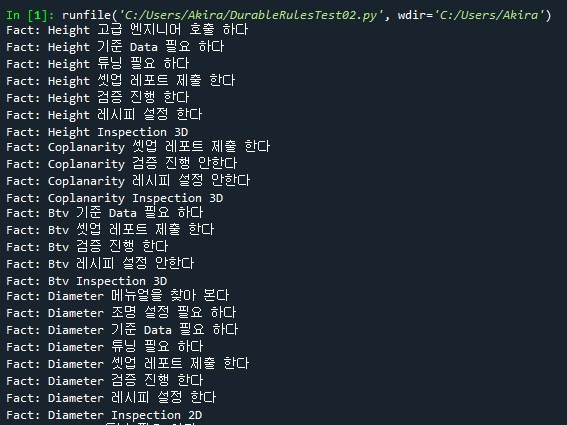 In [1]: runfile('C:/Users/Akira/DurableRulesTest02.py', wdir='C:/Users/Akira')
Fact: Height 고급 엔지니어 호출 하다
Fact: Height 기준 Data 필요 하다
Fact: Height 튜닝 필요 하다
Fact: Height 셋업 레포트 제출 한다
Fact: Height 검증 진행 한다
Fact: Height 레시피 설정 한다
Fact: Height Inspection 3D
Fact: Coplanarity 셋업 레포트 제출 한다
Fact: Coplanarity 검증 진행 안한다
Fact: Coplanarity 레시피 설정 안한다
Fact: Coplanarity Inspection 3D
Fact: Btv 기준 Data 필요 하다
Fact: Btv 셋업 레포트 제출 한다
Fact: Btv 검증 진행 한다
Fact: Btv 레시피 설정 안한다
Fact: Btv Inspection 3D
Fact: Diameter 메뉴얼을 찾아 본다
Fact: Diameter 조명 설정 필요 하다
Fact: Diameter 기준 Data 필요 하다
Fact: Diameter 튜닝 필요 하다
Fact: Diameter 셋업 레포트 제출 한다
Fact: Diameter 검증 진행 한다
Fact: Diameter 레시피 설정 한다
Fact: Diameter Inspection 2D